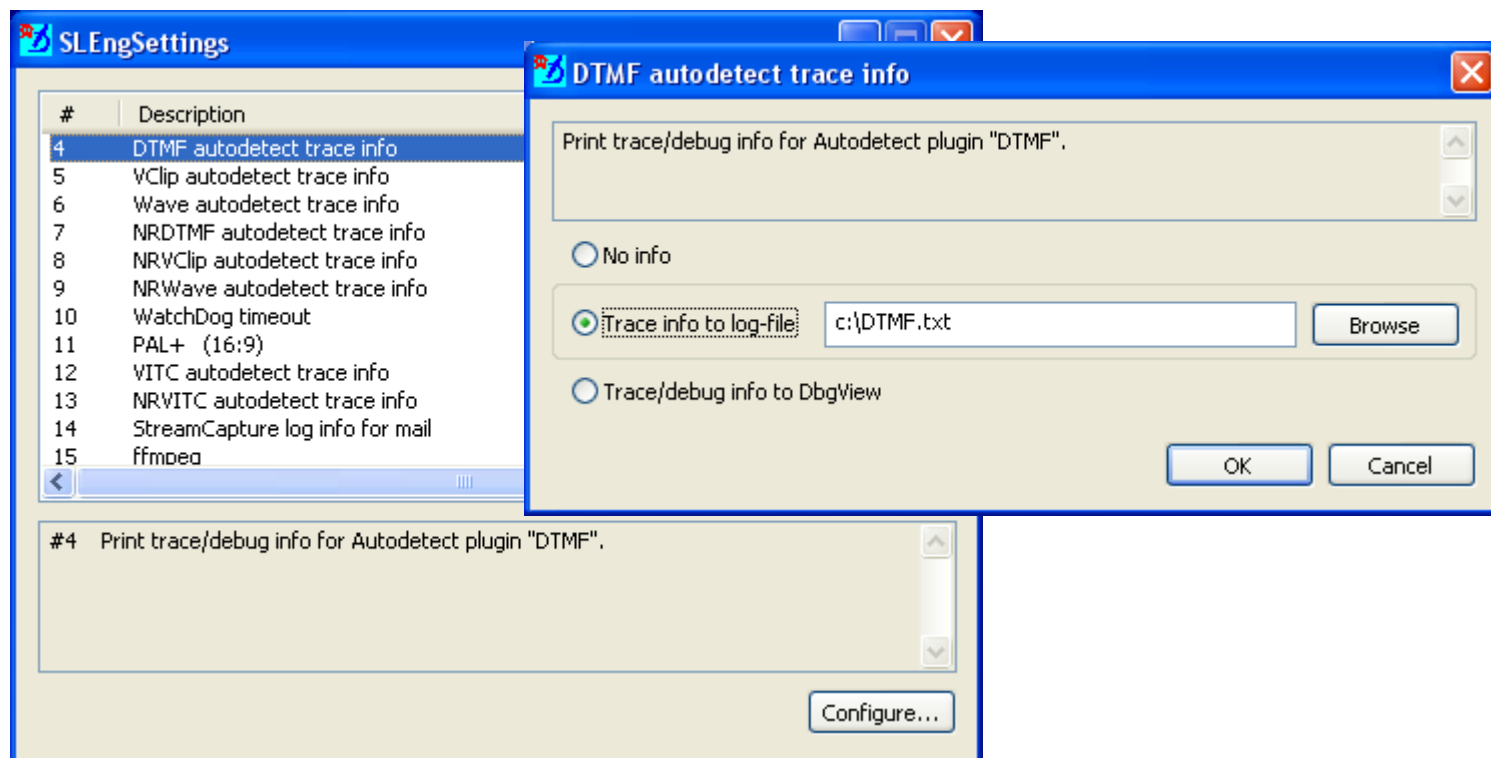 SLEngSettings
# Description
4 DTMF autodetect trace info
5 VClip autodetect trace info
6 Wave autodetect trace info
7 NRDTMF autodetect trace info
8 NRVClip autodetect trace info
9 NRWave autodetect trace info
10 WatchDog timeout
11 PAL+ (16:9)
12 VITC autodetect trace info
13 NRVITC autodetect trace info
14 StreamCapture log info for mail
15 ffmpeg
#4 Print trace/debug info for Autodetect plugin "DTMF".
Configure...
DTMF autodetect trace info
Print trace/debug info for Autodetect plugin "DTMF".
No info
Trace info to log-file c:\DTMF.txt Browse
Trace/debug info to DbgView
OK Cancel